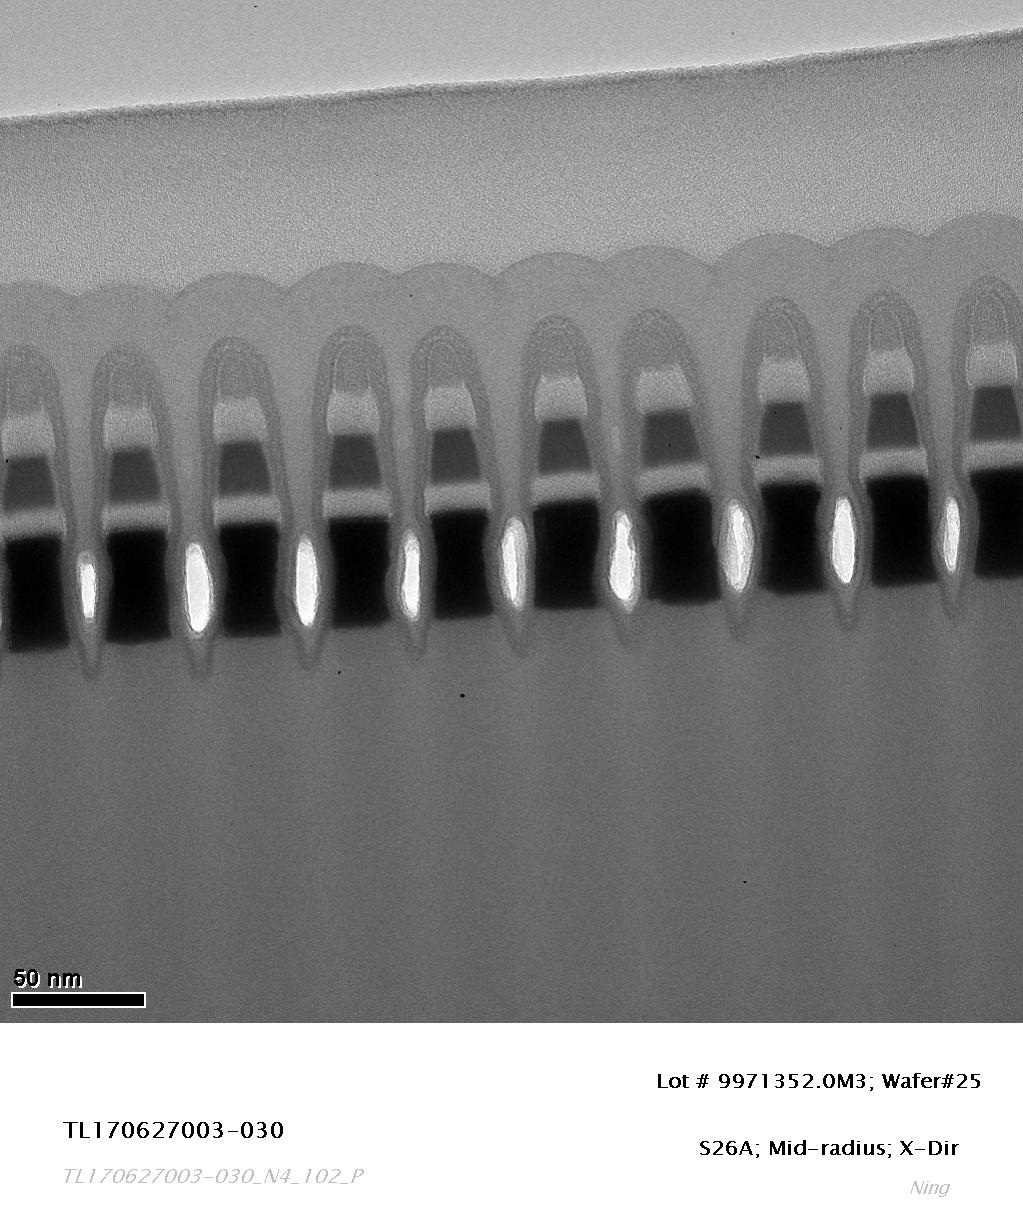 50 nm
Lot # 9971352.0M3; Wafer#25
TL170627003-030
S26A; Mid-radius; X-Dir
TL170627003-030_N4_102_P
Ning